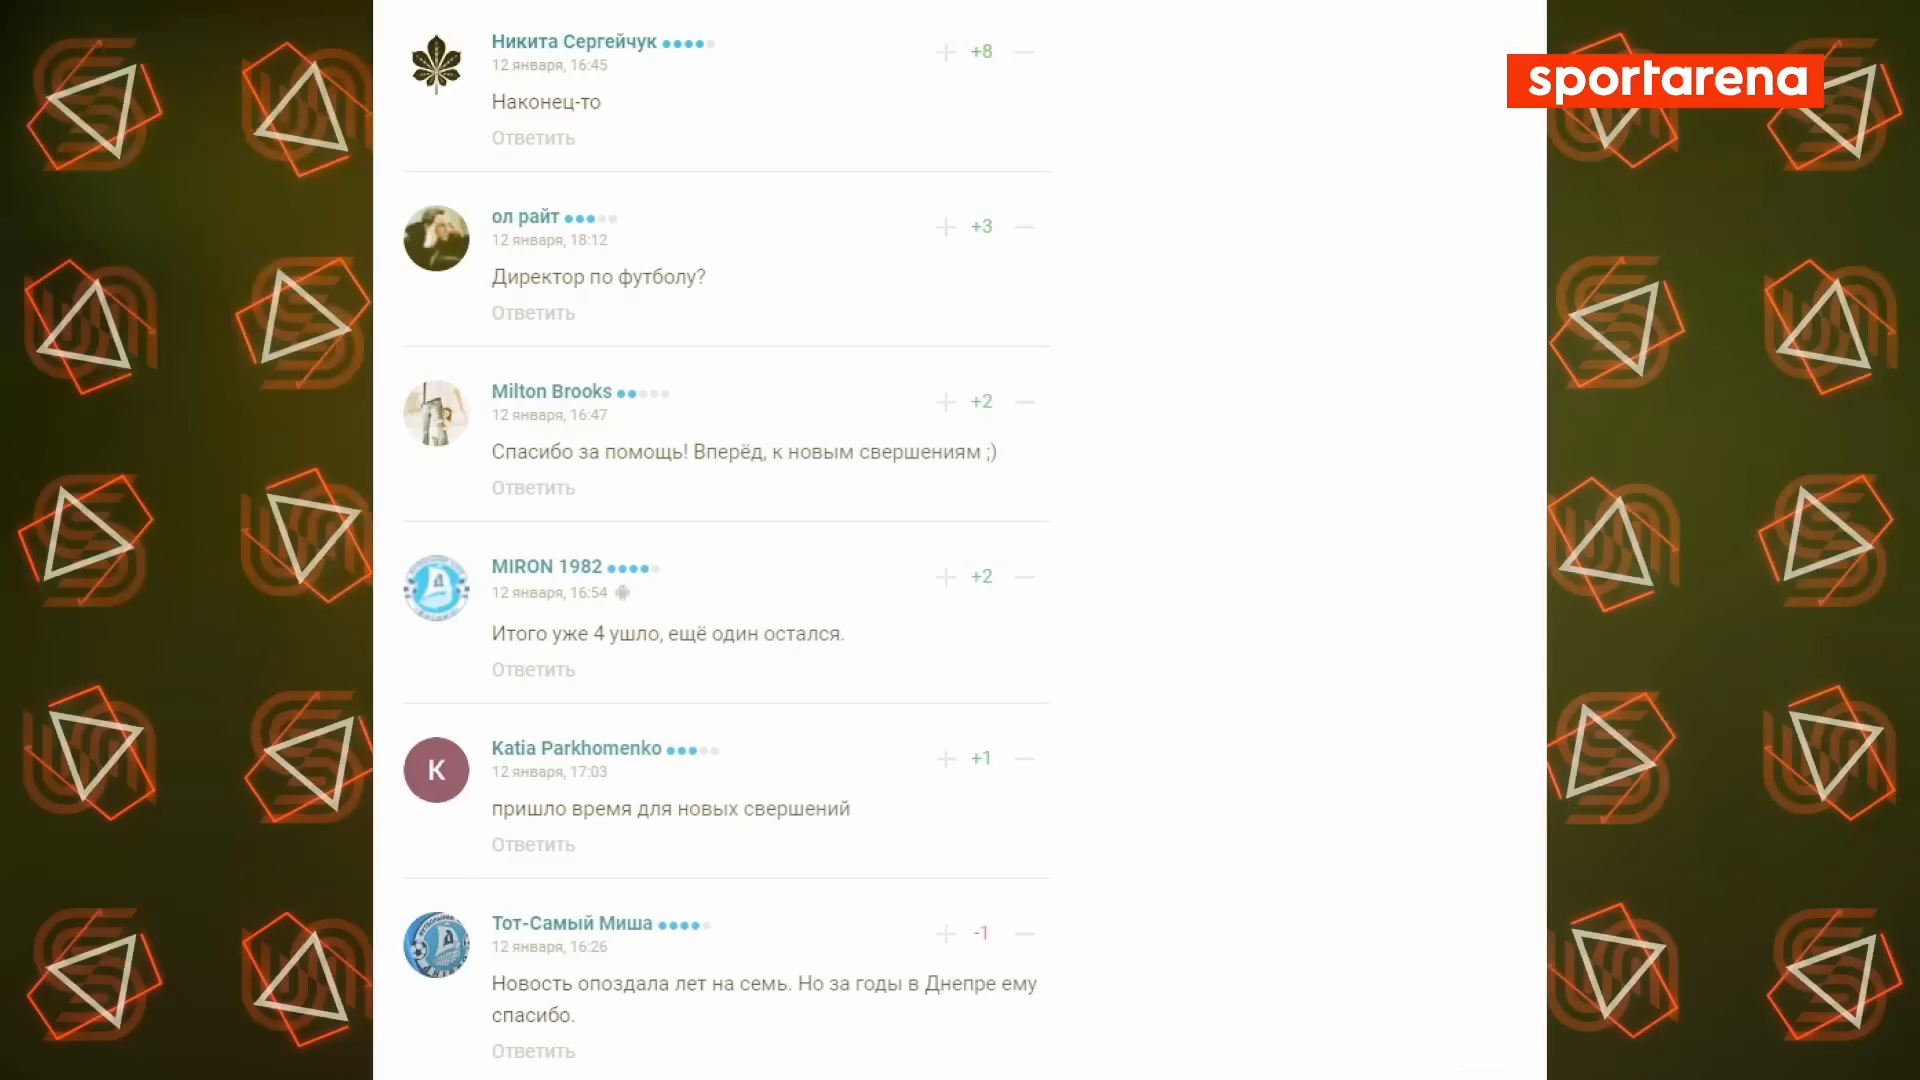 sportarena
Никита Сергейчук
12 января, 16:45
+8
Наконец-то
Ответить
ол райт
12 января, 18:12
+3
Директор по футболу?
Ответить
Milton Brooks
12 января, 16:47
+2
Спасибо за помощь! Вперёд, к новым свершениям ;)
Ответить
MIRON 1982
12 января, 16:54
+2
Итого уже 4 ушло, ещё один остался.
Ответить
K
Katia Parkhomenko
12 января, 17:03
+1
пришло время для новых свершений
Ответить
Тот-Самый Миша
12 января, 16:26
-1
Новость опоздала лет на семь. Но за годы в Днепре ему
спасибо.
Ответить